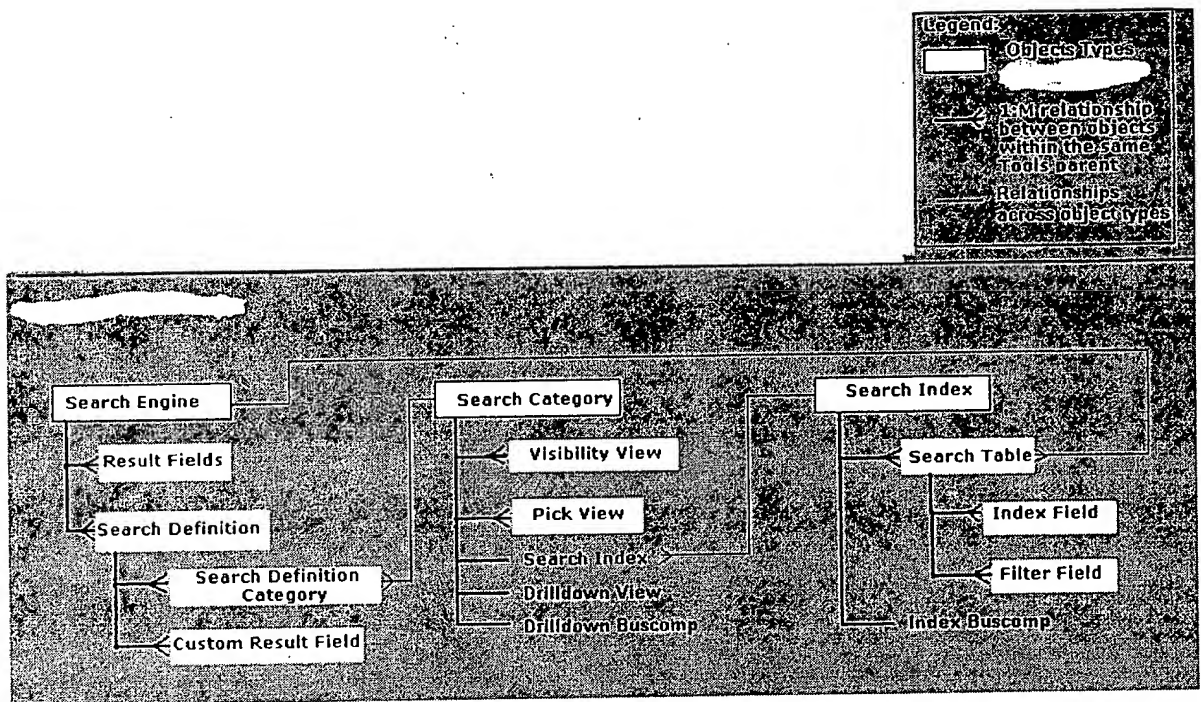 Legend:
Objects Types
1:M relationship
between objects
within the same
Tools parent
Relationships
across object types
Search Engine
Result Fields
Search Definition
Search Definition
Category
Custom Result Field
Search Category
Visibility View
Pick View
Search Index
Drilldown View
Drilldown Buscomp
Search Index
Search Table
Index Field
Filter Field
Index Buscomp